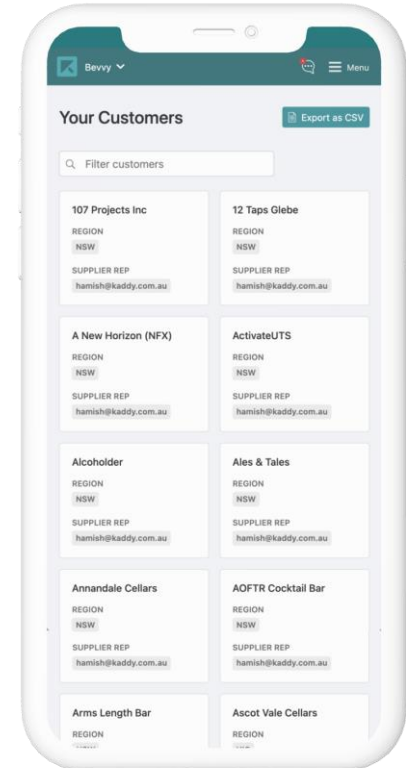 Bevvy
Menu
Your Customers
Export as CSV
Filter customers
107 Projects Inc
REGION
NSW
SUPPLIER REP
hamish@kaddy.com.au
12 Taps Glebe
REGION
NSW
SUPPLIER REP
hamish@kaddy.com.au
A New Horizon (NFX)
REGION
NSW
SUPPLIER REP
hamish@kaddy.com.au
ActivateUTS
REGION
NSW
SUPPLIER REP
hamish@kaddy.com.au
Alcoholder
REGION
NSW
SUPPLIER REP
hamish@kaddy.com.au
Ales & Tales
REGION
NSW
SUPPLIER REP
hamish@kaddy.com.au
Annandale Cellars
REGION
NSW
SUPPLIER REP
hamish@kaddy.com.au
AOFTR Cocktail Bar
REGION
NSW
SUPPLIER REP
hamish@kaddy.com.au
Arms Length Bar
REGION
Ascot Vale Cellars
REGION